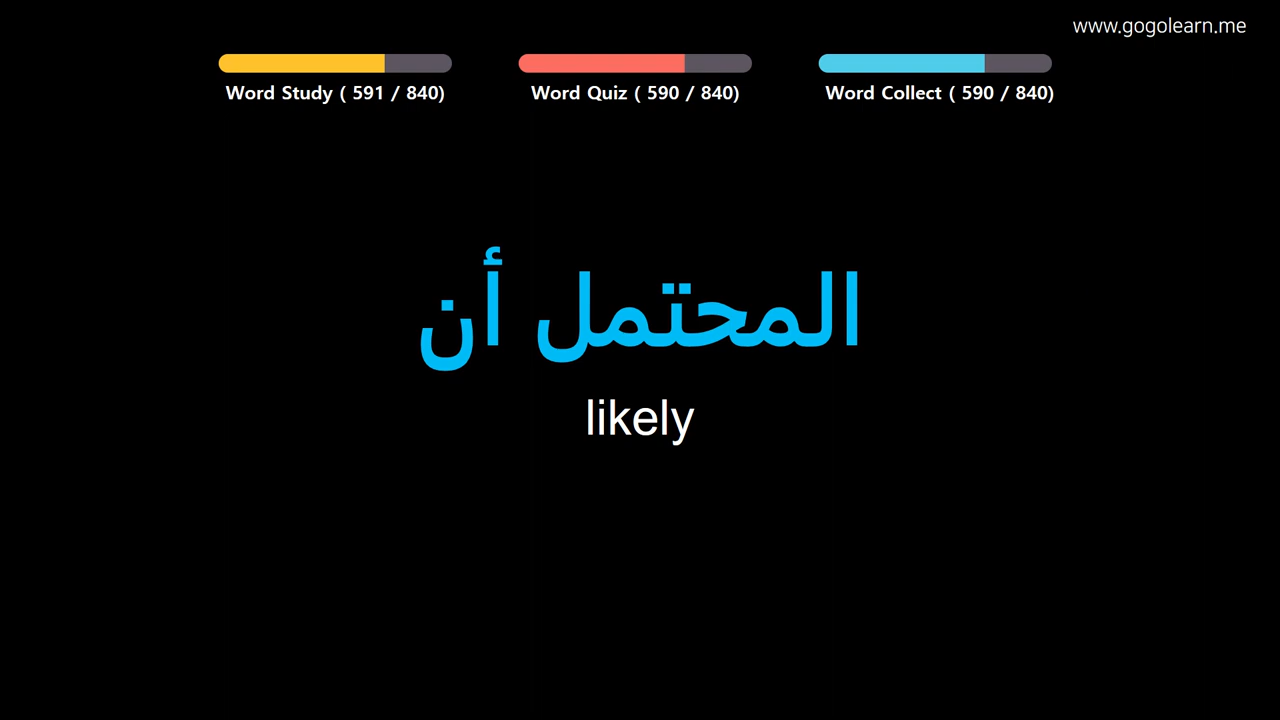 www.gogolearn.me
Word Study ( 591 / 840)
Word Quiz ( 590 / 840)
Word Collect ( 590 / 840)
المحتمل أن
likely